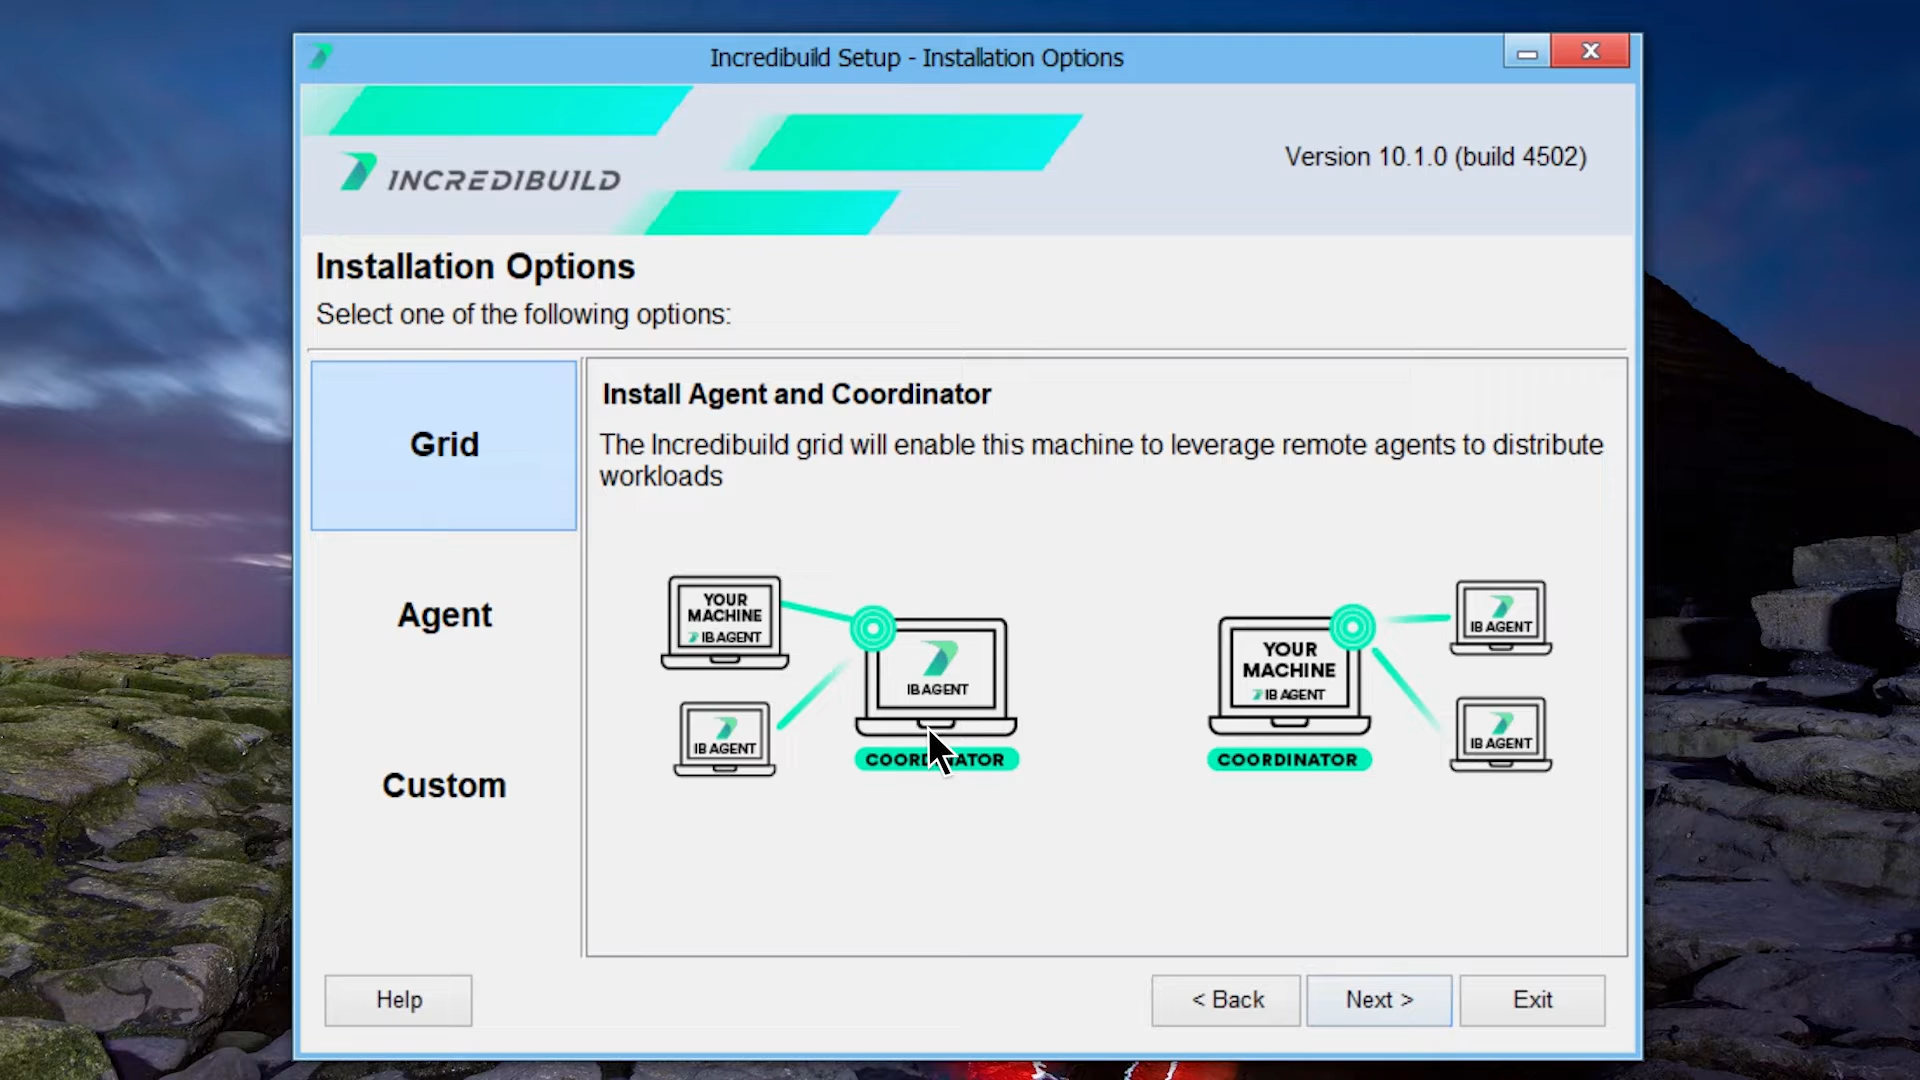 Incredibuild Setup - Installation Options
INCREDIBUILD
Version 10.1.0 (build 4502)
Installation Options
Select one of the following options:
Grid
Agent
Custom
Install Agent and Coordinator
The Incredibuild grid will enable this machine to leverage remote agents to distribute
workloads
YOUR
MACHINE
IB AGENT
IB AGENT
IB AGENT
COORDINATOR
YOUR
MACHINE
IB AGENT
COORDINATOR
IB AGENT
IB AGENT
Help
< Back
Next >
Exit